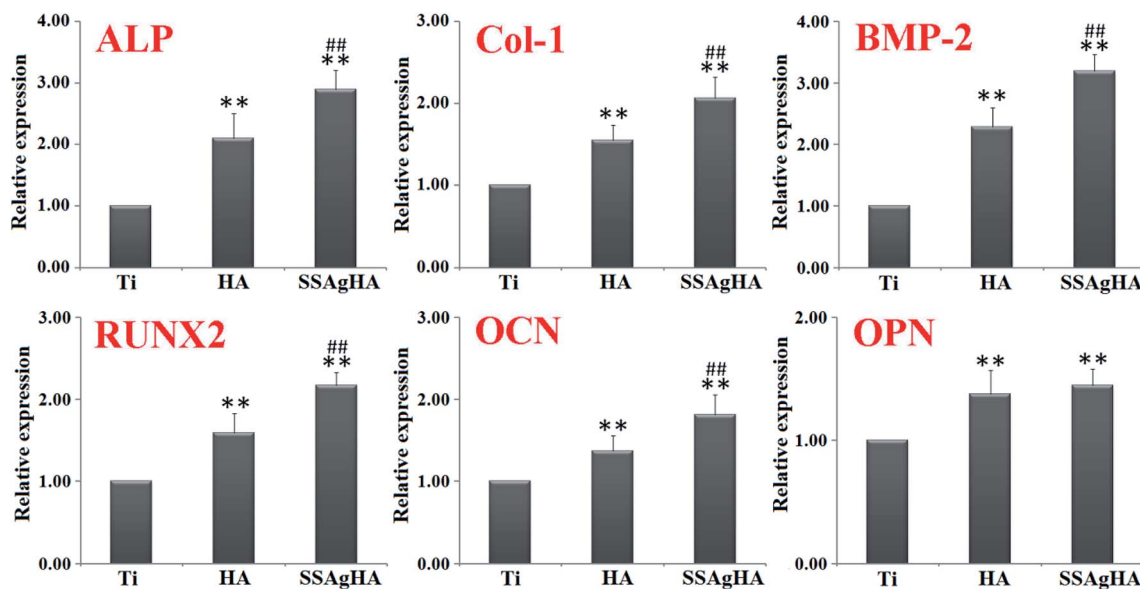 ALP
Relative expression
4.00
3.00
2.00
1.00
0.00
**
##
**
Ti HA SSAgHA
Col-1
Relative expression
3.00
2.00
1.00
0.00
**
##
**
Ti HA SSAgHA
BMP-2
Relative expression
4.00
3.00
2.00
1.00
0.00
**
##
**
Ti HA SSAgHA
RUNX2
Relative expression
3.00
2.00
1.00
0.00
**
##
**
Ti HA SSAgHA
OCN
Relative expression
3.00
2.00
1.00
0.00
**
##
**
Ti HA SSAgHA
OPN
Relative expression
2.00
1.00
0.00
**
**
Ti HA SSAgHA